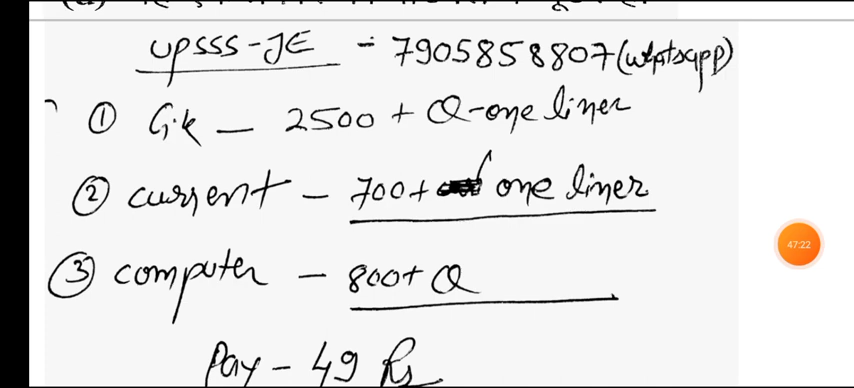 UPSSS-JE - 7905858807 (whatsapp)
① G.K - 2500 + Q-one liner
② current - 700+ one liner
47:22
③ computer - 800+ Q
Pay - 49 Rs